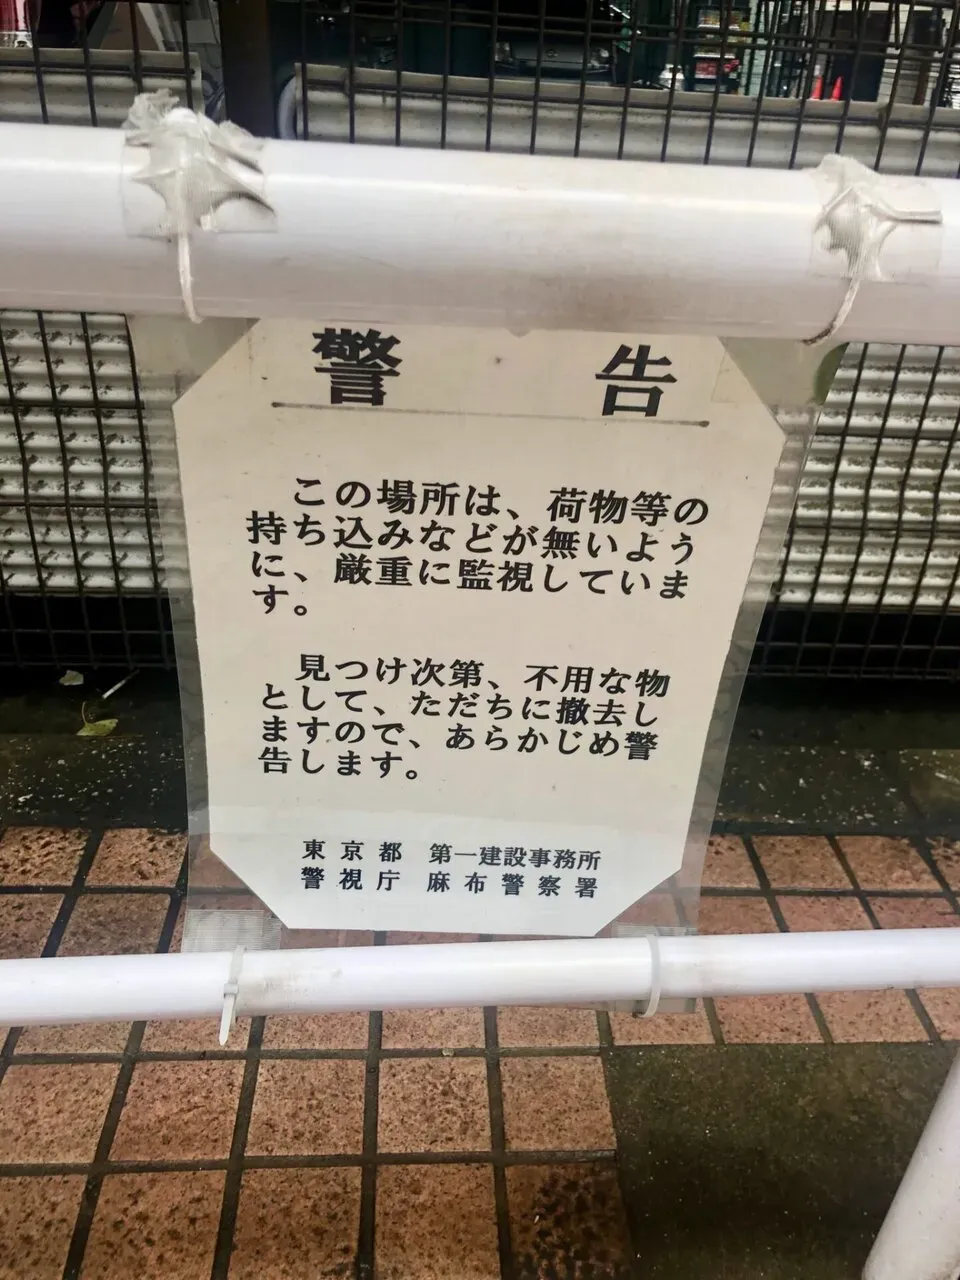 警告
この場所は、荷物等の
持ち込みなどが無いよう
に、厳重に監視していま
す。
見つけ次第、不用な物
として、ただちに撤去し
ますので、あらかじめ警
告します。
東京都 第一建設事務所
警視庁 麻布警察署